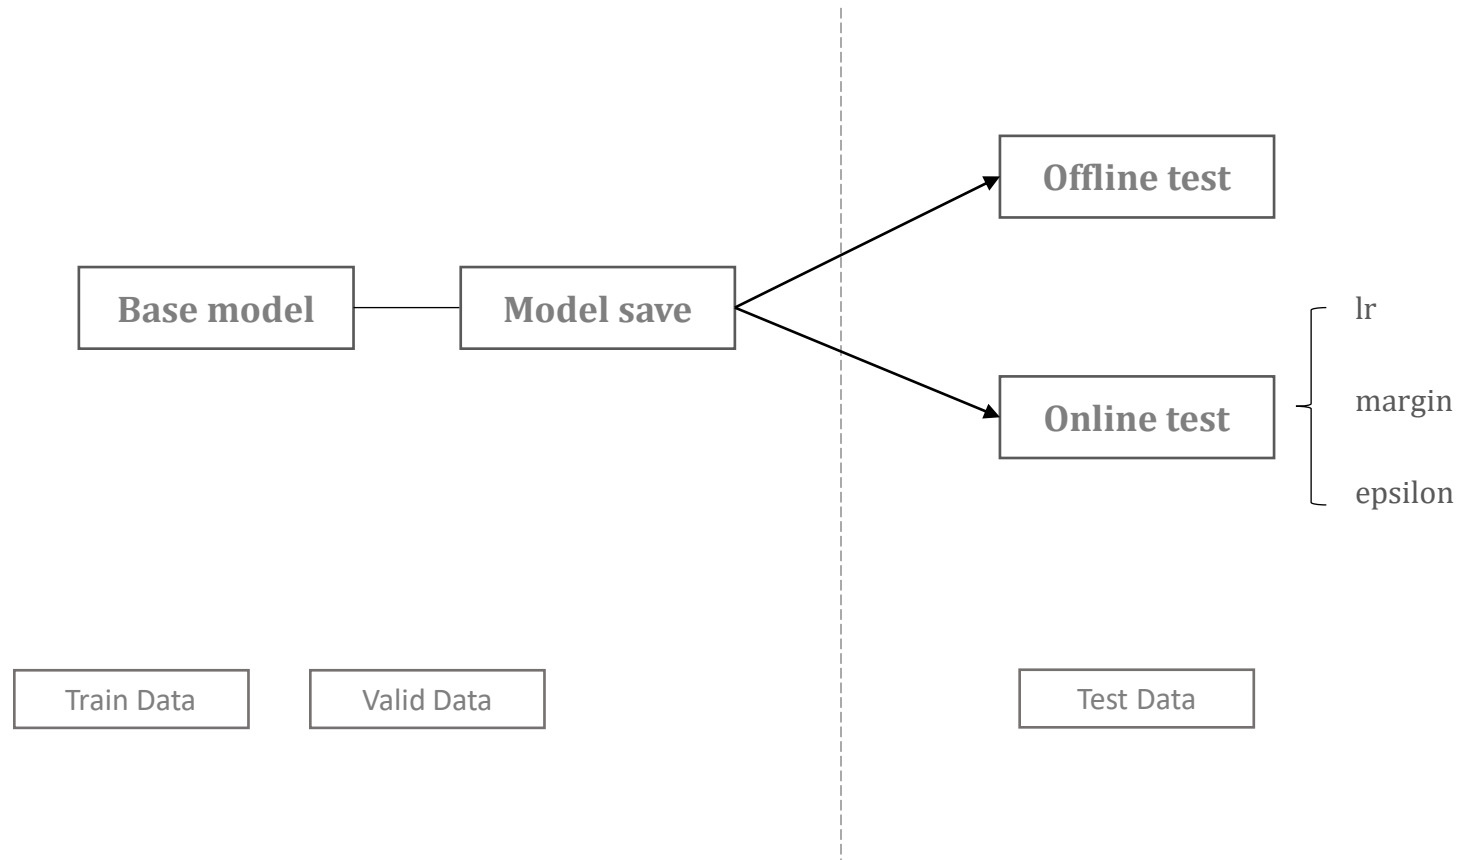 Offline test
Base model
Model save
lr
margin
Online test
epsilon
Train Data
Valid Data
Test Data